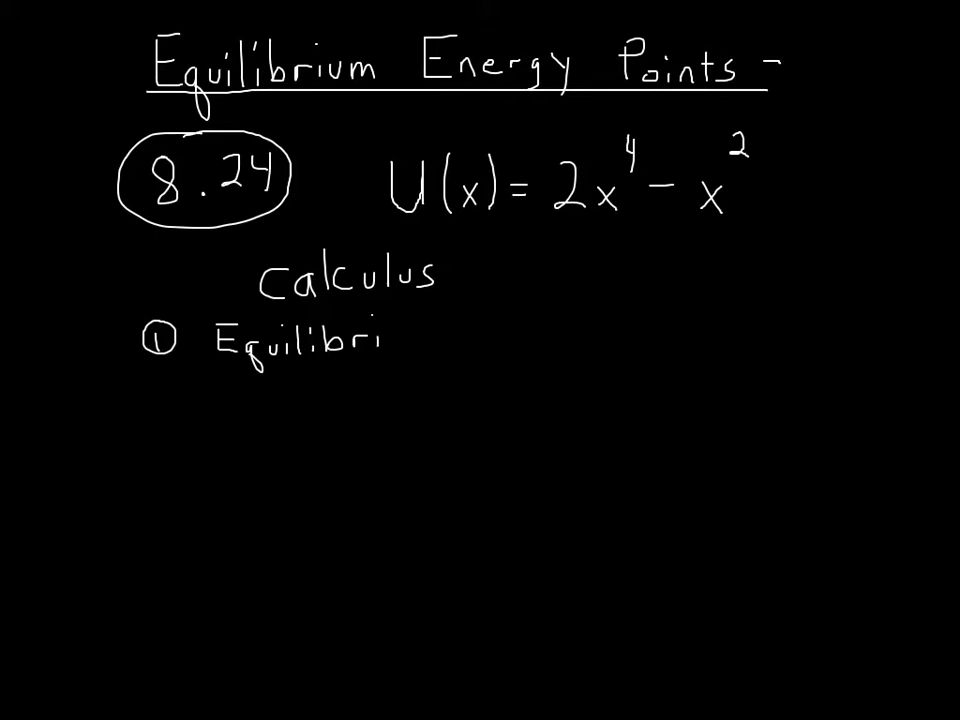 Equilibrium Energy Points -
8.24 U(x) = 2x⁴ - x²
Calculus
① Equilibri